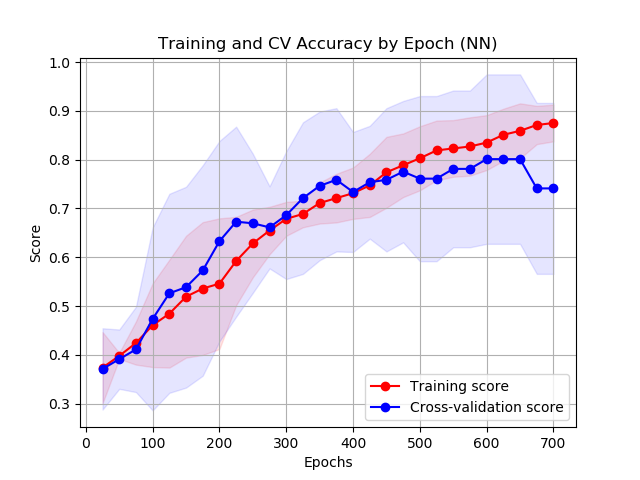 Training and CV Accuracy by Epoch (NN)
1.0
0.9
0.8
0.7
0.6
0.5
0.4
0.3
Score
0 100 200 300 400 500 600 700
Epochs
Training score
Cross-validation score